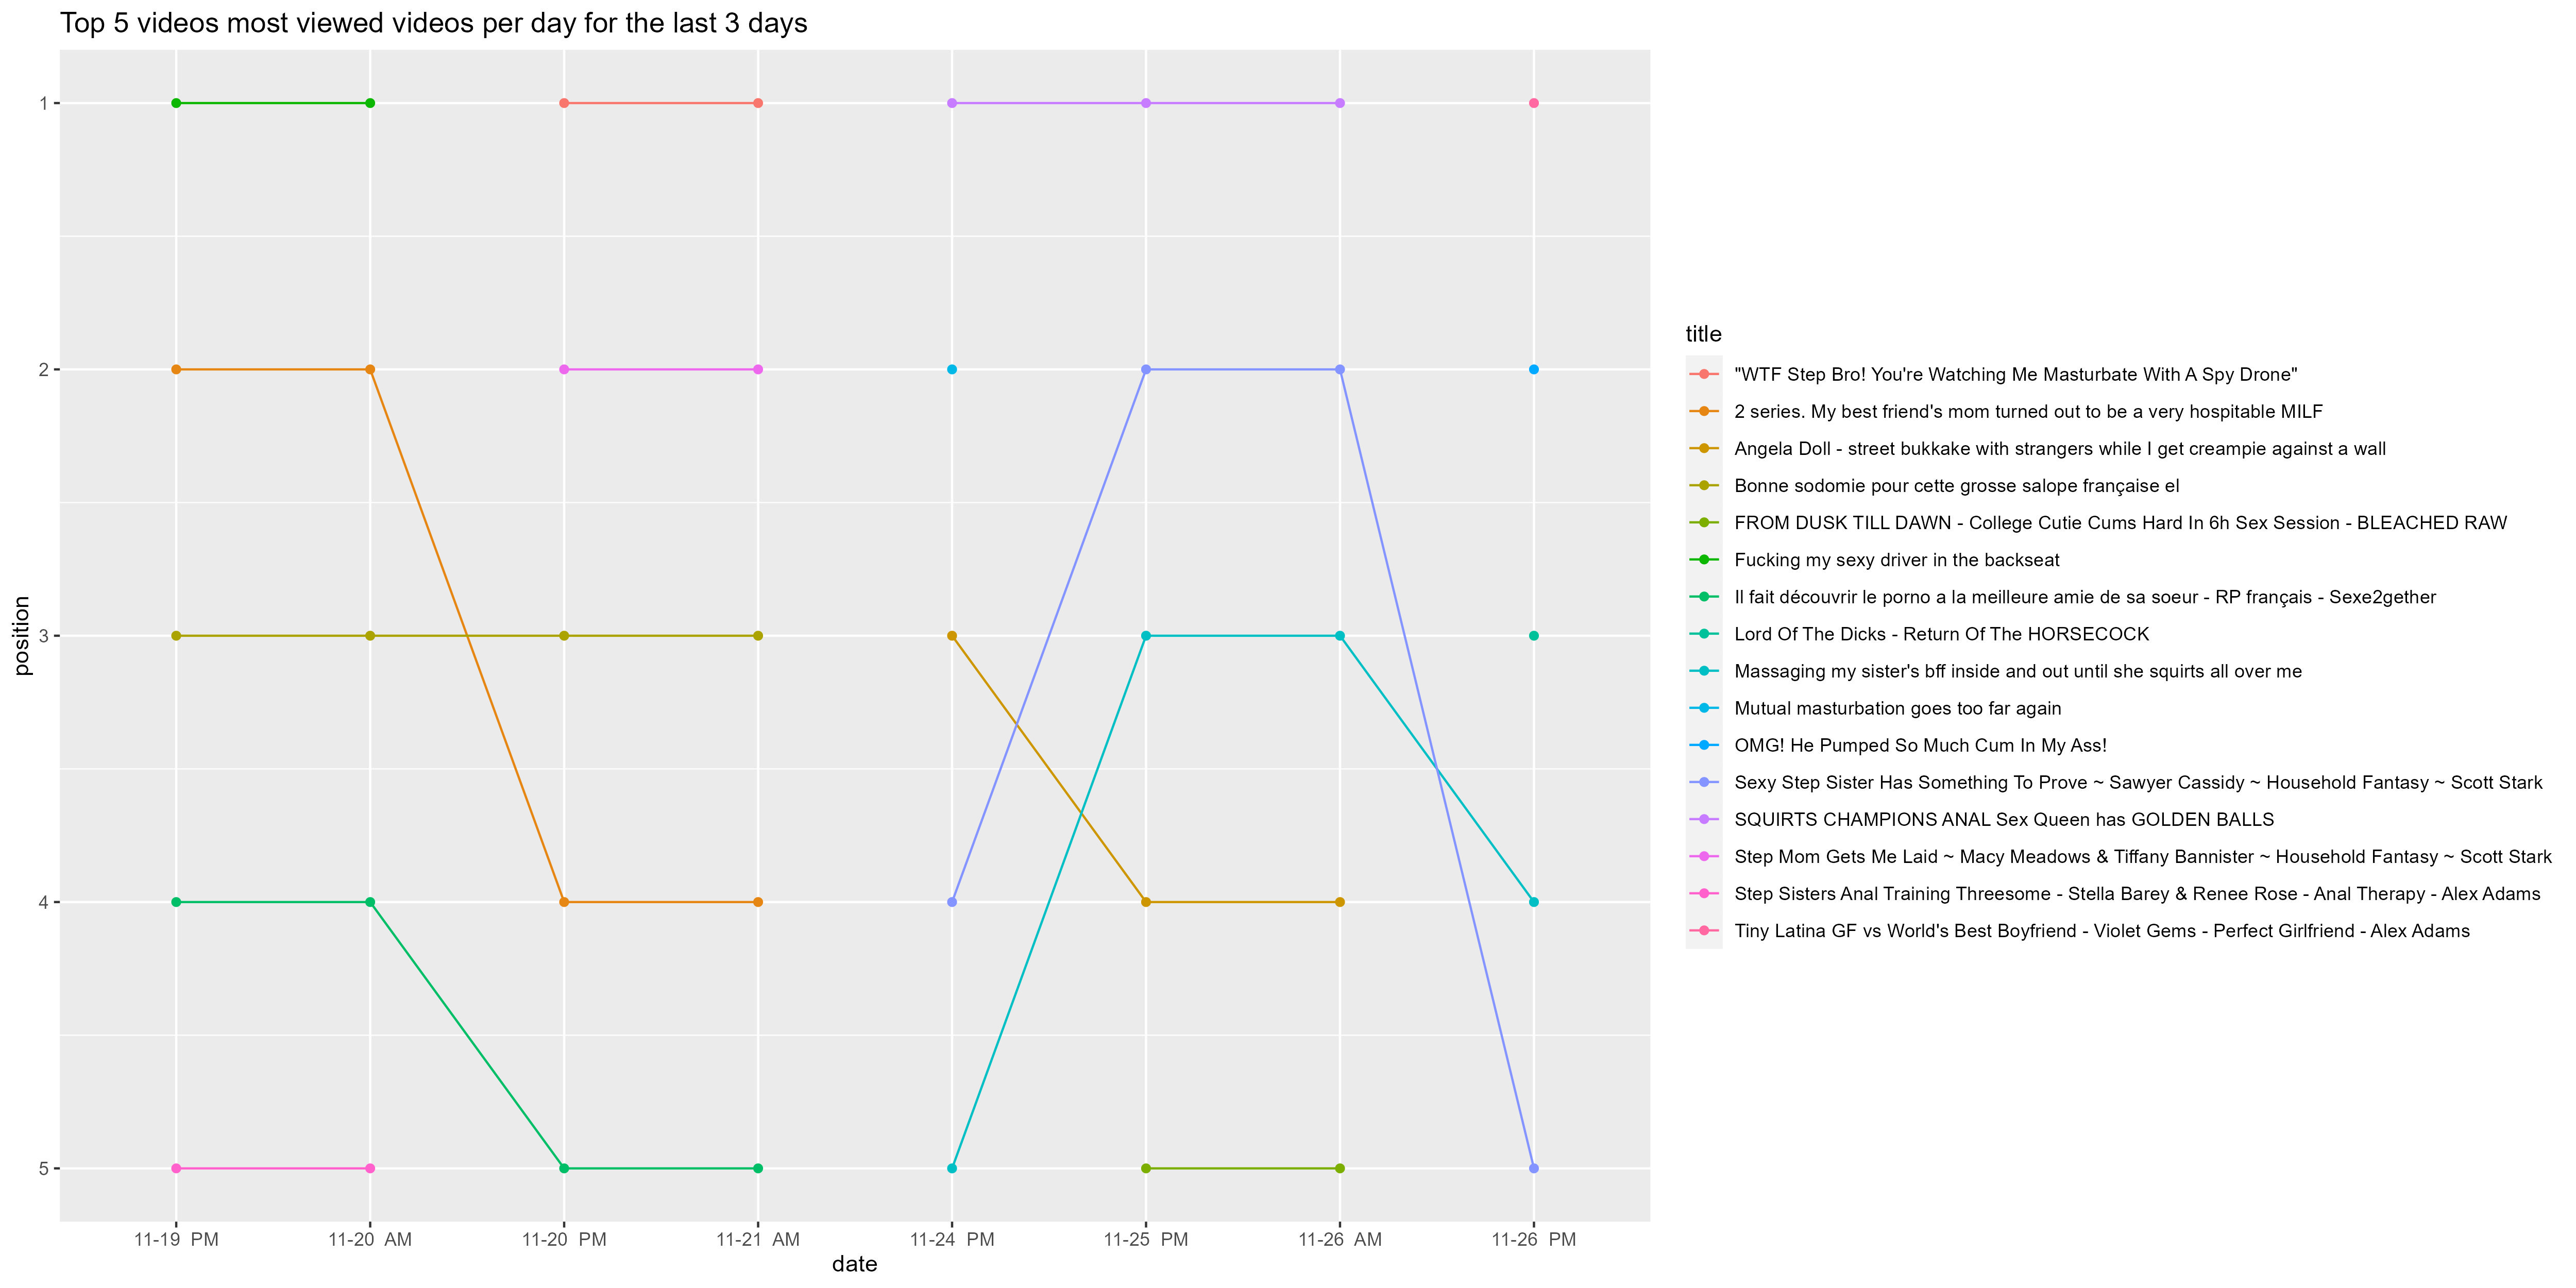 Top 5 videos most viewed videos per day for the last 3 days
position
1
2
3
4
5
11-19 PM
11-20 AM
11-20 PM
11-21 AM
11-24 PM
11-25 PM
11-26 AM
11-26 PM
date
title
"WTF Step Bro! You're Watching Me Masturbate With A Spy Drone"
2 series. My best friend's mom turned out to be a very hospitable MILF
Angela Doll - street bukkake with strangers while I get creampie against a wall
Bonne sodomie pour cette grosse salope française el
FROM DUSK TILL DAWN - College Cutie Cums Hard In 6h Sex Session - BLEACHED RAW
Fucking my sexy driver in the backseat
Il fait découvrir le porno a la meilleure amie de sa soeur - RP français - Sexe2gether
Lord Of The Dicks - Return Of The HORSECOCK
Massaging my sister's bff inside and out until she squirts all over me
Mutual masturbation goes too far again
OMG! He Pumped So Much Cum In My Ass!
Sexy Step Sister Has Something To Prove ~ Sawyer Cassidy ~ Household Fantasy ~ Scott Stark
SQUIRTS CHAMPIONS ANAL Sex Queen has GOLDEN BALLS
Step Mom Gets Me Laid ~ Macy Meadows & Tiffany Bannister ~ Household Fantasy ~ Scott Stark
Step Sisters Anal Training Threesome - Stella Barey & Renee Rose - Anal Therapy - Alex Adams
Tiny Latina GF vs World's Best Boyfriend - Violet Gems - Perfect Girlfriend - Alex Adams